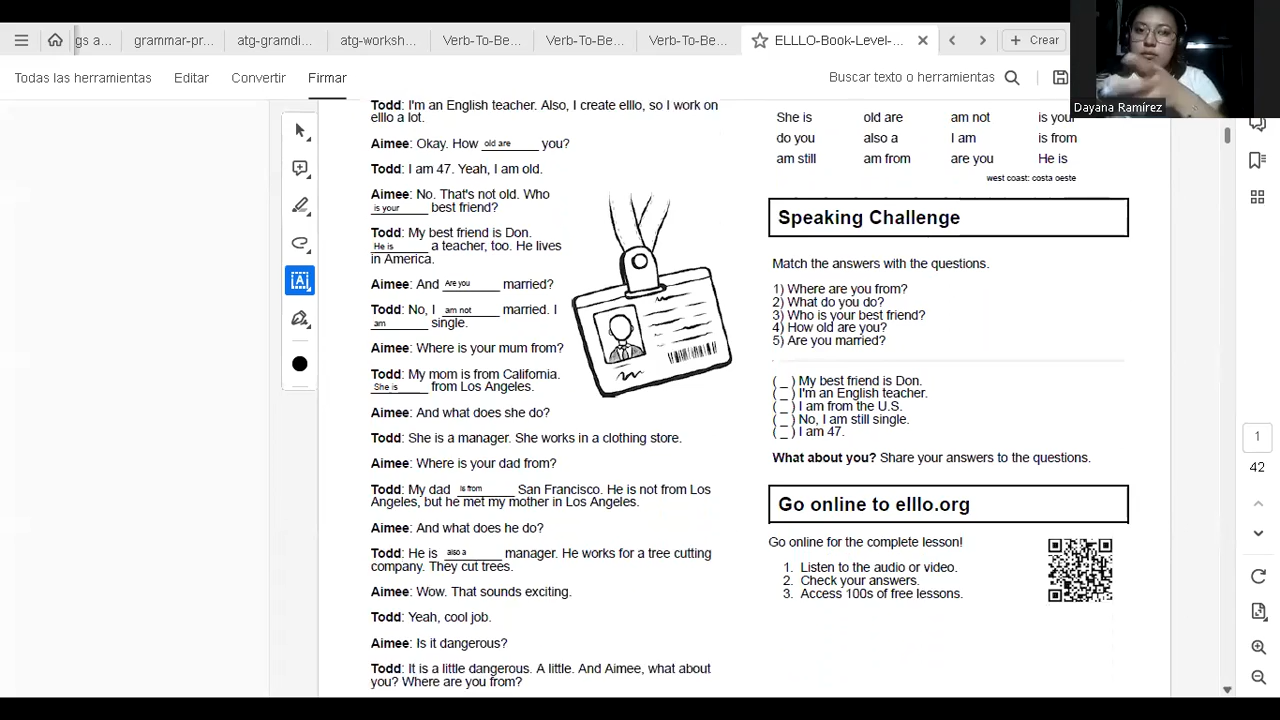 gs a...
grammar-pr...
atg-gramdi...
atg-worksh...
Verb-To-Be...
Verb-To-Be...
Verb-To-Be...
ELLLO-Book-Level-...
Crear
Todas las herramientas
Editar
Convertir
Firmar
Buscar texto o herramientas
Dayana Ramírez
Todd: I'm an English teacher. Also, I create elllo, so I work on
elllo a lot.
Aimee: Okay. How old are you?
Todd: I am 47. Yeah, I am old.
Aimee: No. That's not old. Who
is your best friend?
Todd: My best friend is Don.
He is a teacher, too. He lives
in America.
Aimee: And Are you married?
Todd: No, I am not married. I
am single.
Aimee: Where is your mum from?
Todd: My mom is from California.
She is from Los Angeles.
Aimee: And what does she do?
Todd: She is a manager. She works in a clothing store.
Aimee: Where is your dad from?
Todd: My dad is from San Francisco. He is not from Los
Angeles, but he met my mother in Los Angeles.
Aimee: And what does he do?
Todd: He is also a manager. He works for a tree cutting
company. They cut trees.
Aimee: Wow. That sounds exciting.
Todd: Yeah, cool job.
Aimee: Is it dangerous?
Todd: It is a little dangerous. A little. And Aimee, what about
you? Where are you from?
She is old are am not is your
do you also a I am is from
am still am from are you He is
west coast: costa oeste
Speaking Challenge
Match the answers with the questions.
1) Where are you from?
2) What do you do?
3) Who is your best friend?
4) How old are you?
5) Are you married?
( _ ) My best friend is Don.
( _ ) I'm an English teacher.
( _ ) I am from the U.S.
( _ ) No, I am still single.
( _ ) I am 47.
What about you? Share your answers to the questions.
Go online to elllo.org
Go online for the complete lesson!
1. Listen to the audio or video.
2. Check your answers.
3. Access 100s of free lessons.
1
42